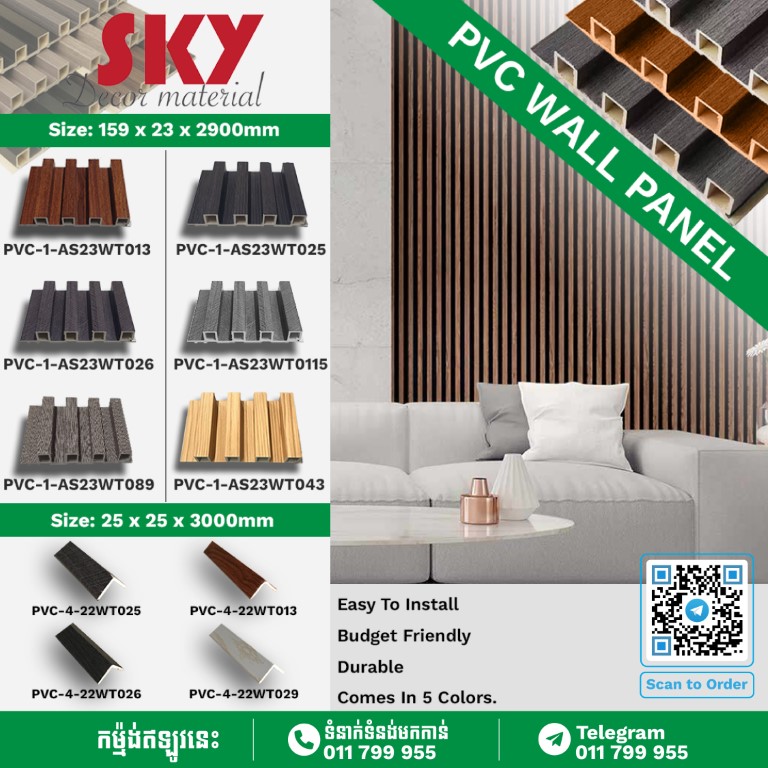 SKY
Decor material
PVC WALL PANEL
Size: 159 x 23 x 2900mm
PVC-1-AS23WT013
PVC-1-AS23WT025
PVC-1-AS23WT026
PVC-1-AS23WT0115
PVC-1-AS23WT089
PVC-1-AS23WT043
Size: 25 x 25 x 3000mm
PVC-4-22WT025
PVC-4-22WT013
PVC-4-22WT026
PVC-4-22WT029
Easy To Install
Budget Friendly
Durable
Comes In 5 Colors.
Scan to Order
កម្ម៉ង់ឥឡូវនេះ
ទំនាក់ទំនងមកកាន់
011 799 955
Telegram
011 799 955